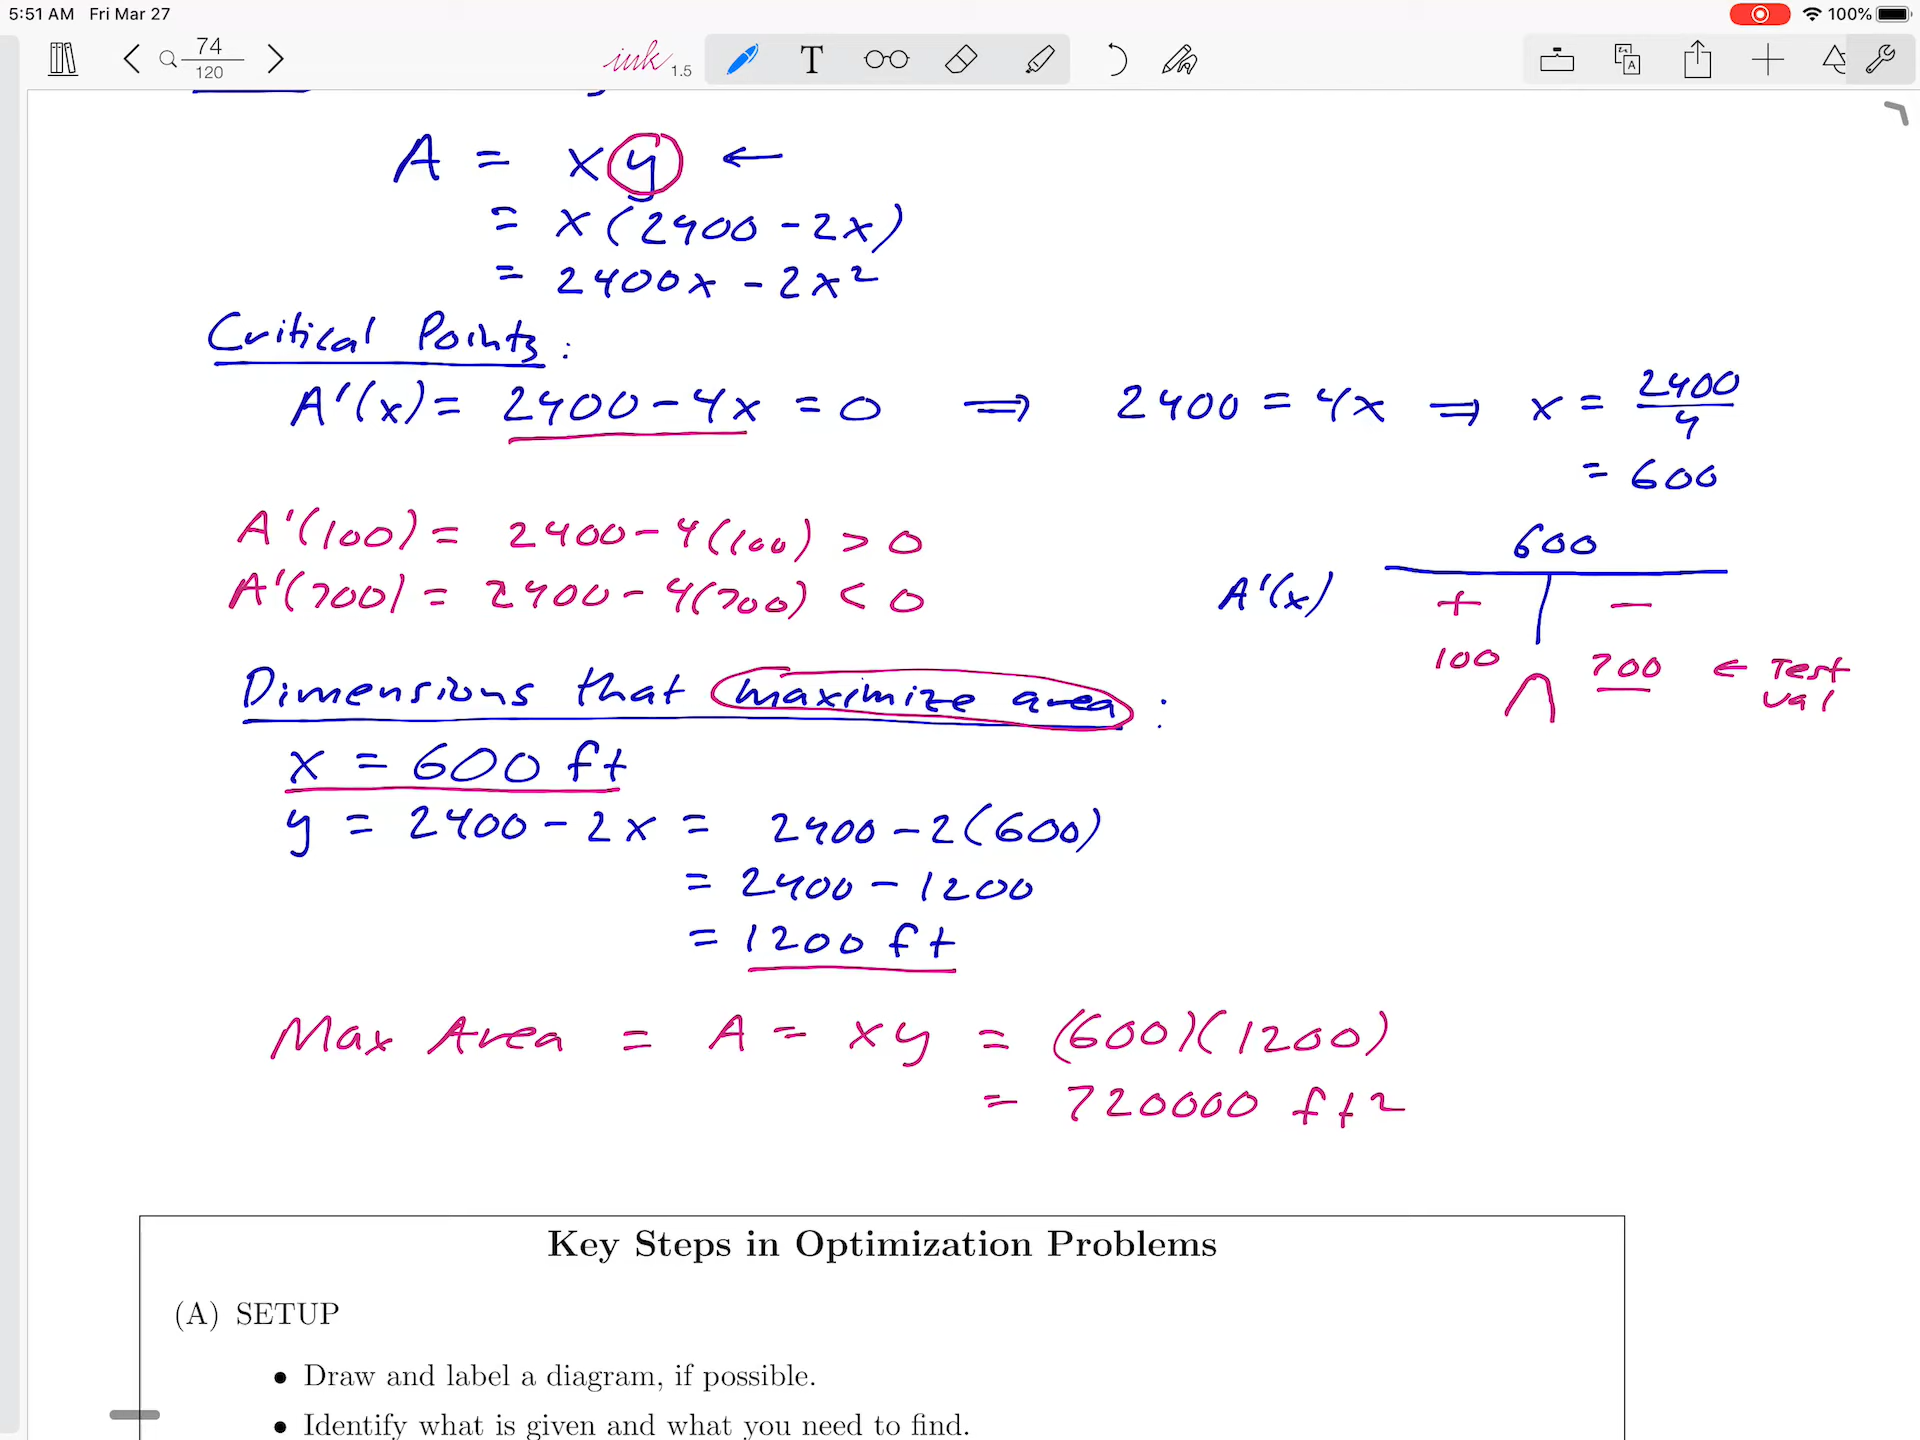 5:51 AM Fri Mar 27 100%
74
120
ink 1.5 T A
A = xy ←
= x(2400 - 2x)
= 2400x - 2x²
Critical Points:
A'(x) = 2400 - 4x = 0 ⇒ 2400 = 4x ⇒ x = 2400/4
= 600
A'(100) = 2400 - 4(100) > 0
A'(700) = 2400 - 4(700) < 0
600
A'(x) + -
100 700 ← Test val
Dimensions that maximize area:
x = 600 ft
y = 2400 - 2x = 2400 - 2(600)
= 2400 - 1200
= 1200 ft
Max Area = A = xy = (600)(1200)
= 720000 ft²
Key Steps in Optimization Problems
(A) SETUP
• Draw and label a diagram, if possible.
• Identify what is given and what you need to find.